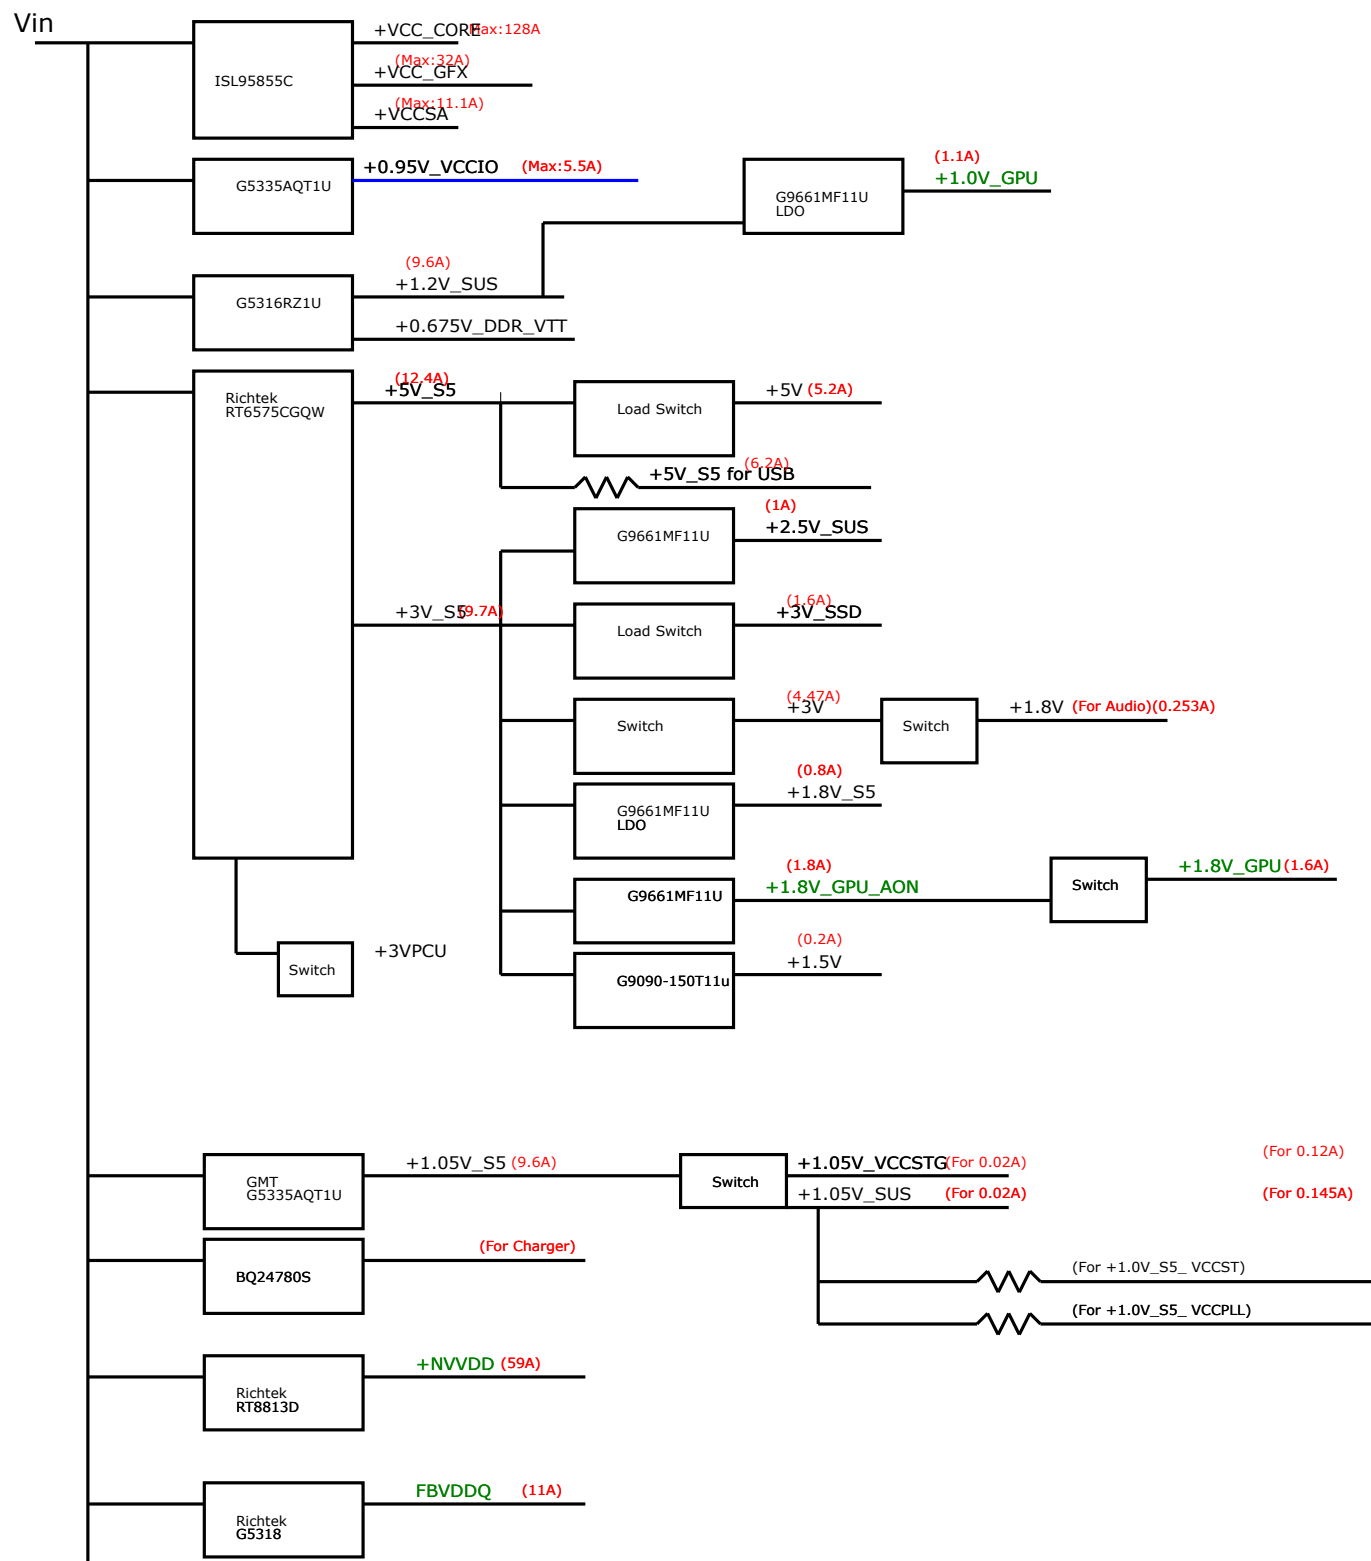 Vin
+VCC_CORE Max:128A
(Max:32A)
+VCC_GFX
ISL95855C
(Max:11.1A)
+VCCSA
+0.95V_VCCIO (Max:5.5A)
G5335AQT1U
(1.1A)
+1.0V_GPU
G9661MF11U
LDO
(9.6A)
+1.2V_SUS
G5316RZ1U
+0.675V_DDR_VTT
(12.4A)
+5V_S5
Richtek
RT6575CGQW
Load Switch
+5V (5.2A)
(6.2A)
+5V_S5 for USB
(1A)
+2.5V_SUS
G9661MF11U
+3V_S5 (9.7A)
(1.6A)
+3V_SSD
Load Switch
(4.47A)
+3V
Switch
Switch
+1.8V (For Audio)(0.253A)
(0.8A)
+1.8V_S5
G9661MF11U
LDO
(1.8A)
+1.8V_GPU_AON
G9661MF11U
Switch
+1.8V_GPU (1.6A)
(0.2A)
+1.5V
G9090-150T11u
+3VPCU
Switch
+1.05V_S5 (9.6A)
GMT
G5335AQT1U
Switch
+1.05V_VCCSTG (For 0.02A)
(For 0.12A)
+1.05V_SUS (For 0.02A)
(For 0.145A)
(For Charger)
BQ24780S
(For +1.0V_S5_ VCCST)
(For +1.0V_S5_ VCCPLL)
+NVVDD (59A)
Richtek
RT8813D
FBVDDQ (11A)
Richtek
G5318